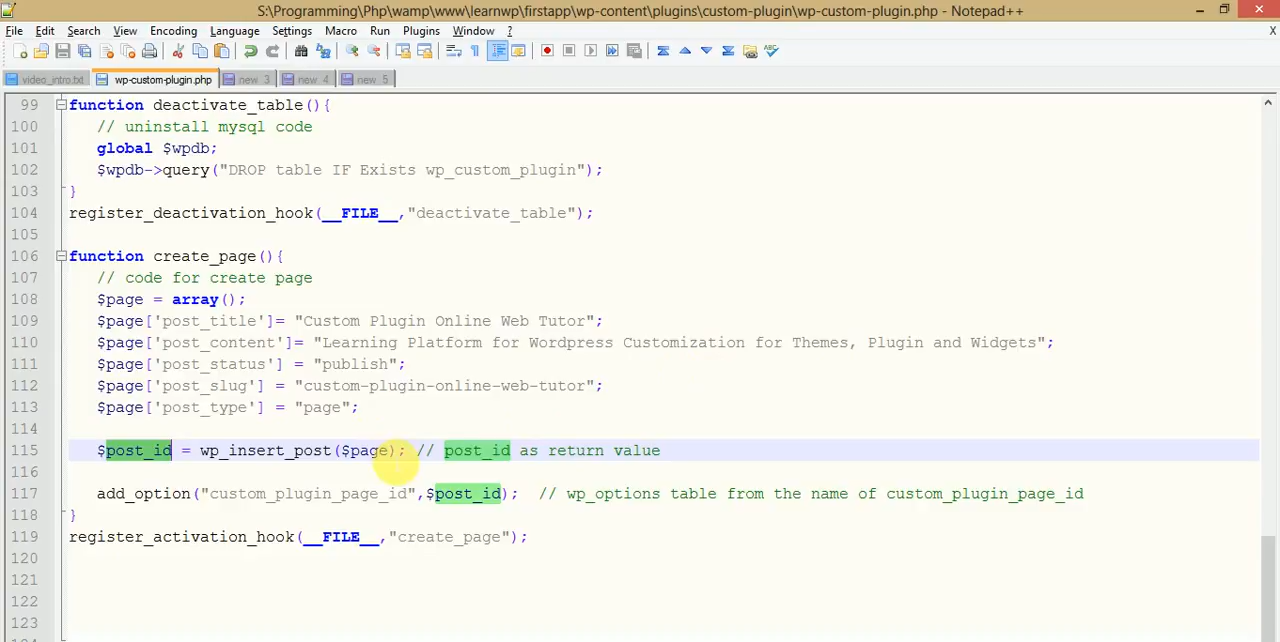 S:\Programming\Php\wamp\www\learnwp\firstapp\wp-content\plugins\custom-plugin\wp-custom-plugin.php - Notepad++
File Edit Search View Encoding Language Settings Macro Run Plugins Window ? X
video_intro.txt wp-custom-plugin.php new 3 new 4 new 5
99 function deactivate_table(){
100 // uninstall mysql code
101 global $wpdb;
102 $wpdb->query("DROP table IF Exists wp_custom_plugin");
103 }
104 register_deactivation_hook(__FILE__,"deactivate_table");
105
106 function create_page(){
107 // code for create page
108 $page = array();
109 $page['post_title']= "Custom Plugin Online Web Tutor";
110 $page['post_content']= "Learning Platform for Wordpress Customization for Themes, Plugin and Widgets";
111 $page['post_status'] = "publish";
112 $page['post_slug'] = "custom-plugin-online-web-tutor";
113 $page['post_type'] = "page";
114
115 $post_id = wp_insert_post($page); // post_id as return value
116
117 add_option("custom_plugin_page_id",$post_id); // wp_options table from the name of custom_plugin_page_id
118 }
119 register_activation_hook(__FILE__,"create_page");
120
121
122
123